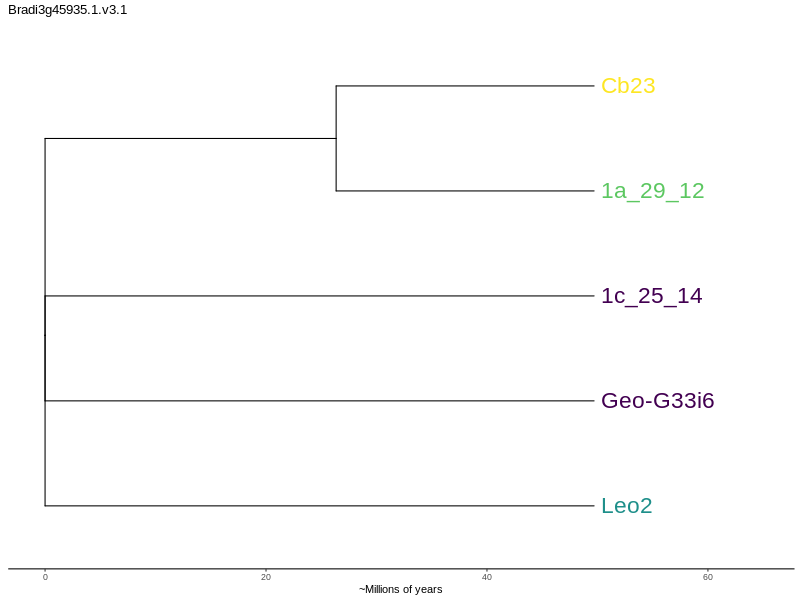 Bradi3g45935.1.v3.1
Cb23
1a_29_12
1c_25_14
Geo-G33i6
Leo2
0 20 40 60
~Millions of years